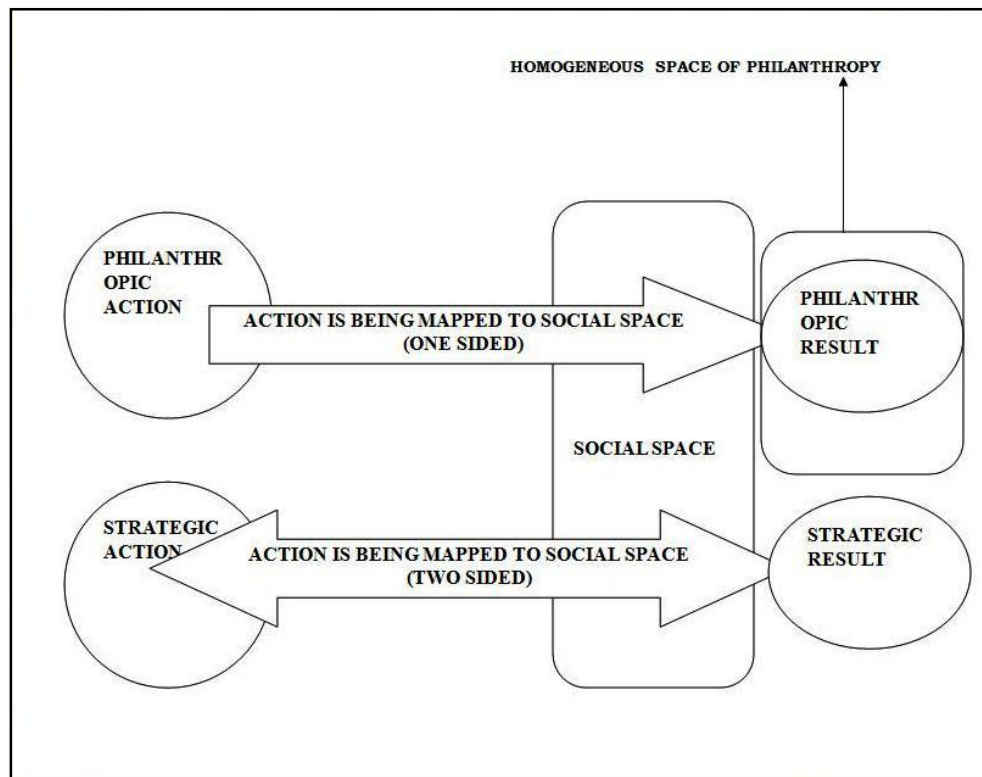 HOMOGENEOUS SPACE OF PHILANTHROPY
PHILANTHR
OPIC
ACTION
ACTION IS BEING MAPPED TO SOCIAL SPACE
(ONE SIDED)
PHILANTHR
OPIC
RESULT
SOCIAL SPACE
STRATEGIC
ACTION
ACTION IS BEING MAPPED TO SOCIAL SPACE
(TWO SIDED)
STRATEGIC
RESULT